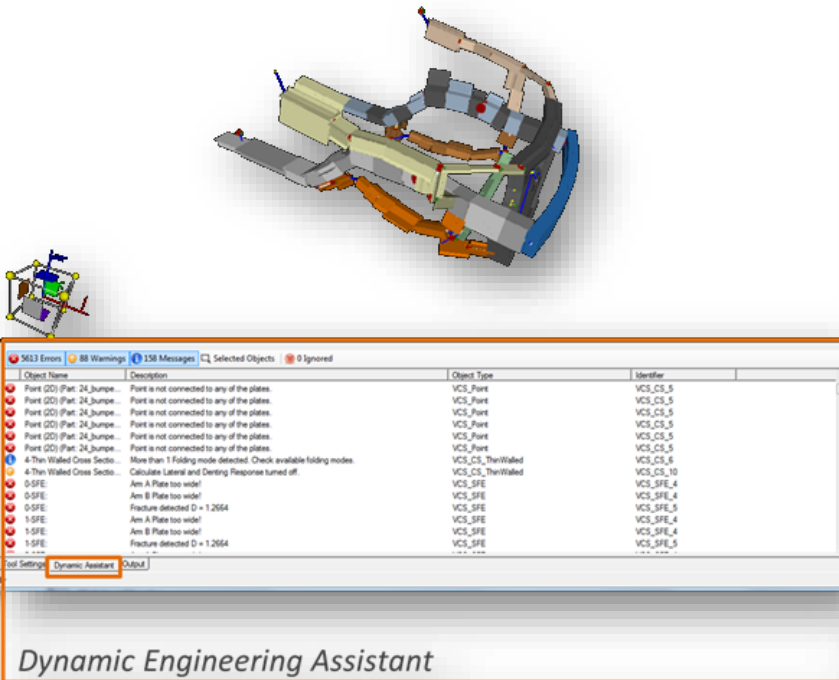 5613 Errors 88 Warnings 158 Messages Selected Objects 0 Ignored
Object Name Description Object Type Identifier
Point (2D) (Part: 24_bumpe... Point is not connected to any of the plates. VCS_Point VCS_CS_5
Point (2D) (Part: 24_bumpe... Point is not connected to any of the plates. VCS_Point VCS_CS_5
Point (2D) (Part: 24_bumpe... Point is not connected to any of the plates. VCS_Point VCS_CS_5
Point (2D) (Part: 24_bumpe... Point is not connected to any of the plates. VCS_Point VCS_CS_5
Point (2D) (Part: 24_bumpe... Point is not connected to any of the plates. VCS_Point VCS_CS_5
Point (2D) (Part: 24_bumpe... Point is not connected to any of the plates. VCS_Point VCS_CS_5
4-Thin Walled Cross Sectio... More than 1 Folding mode detected. Check available folding modes. VCS_CS_ThinWalled VCS_CS_6
4-Thin Walled Cross Sectio... Calculate Lateral and Denting Response turned off. VCS_CS_ThinWalled VCS_CS_10
0-SFE: Arm A Plate too wide! VCS_SFE VCS_SFE_4
0-SFE: Arm B Plate too wide! VCS_SFE VCS_SFE_4
0-SFE: Fracture detected D = 1.2664 VCS_SFE VCS_SFE_5
1-SFE: Arm A Plate too wide! VCS_SFE VCS_SFE_4
1-SFE: Arm B Plate too wide! VCS_SFE VCS_SFE_4
1-SFE: Fracture detected D = 1.2664 VCS_SFE VCS_SFE_5
Tool Settings Dynamic Assistant Output
Dynamic Engineering Assistant